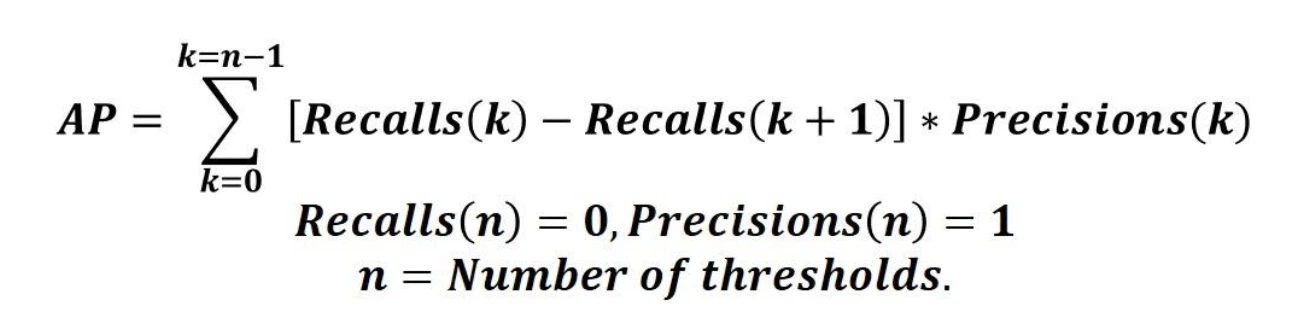 k=n−1
AP = ∑ [Recalls(k) − Recalls(k + 1)] * Precisions(k)
k=0
Recalls(n) = 0, Precisions(n) = 1
n = Number of thresholds.